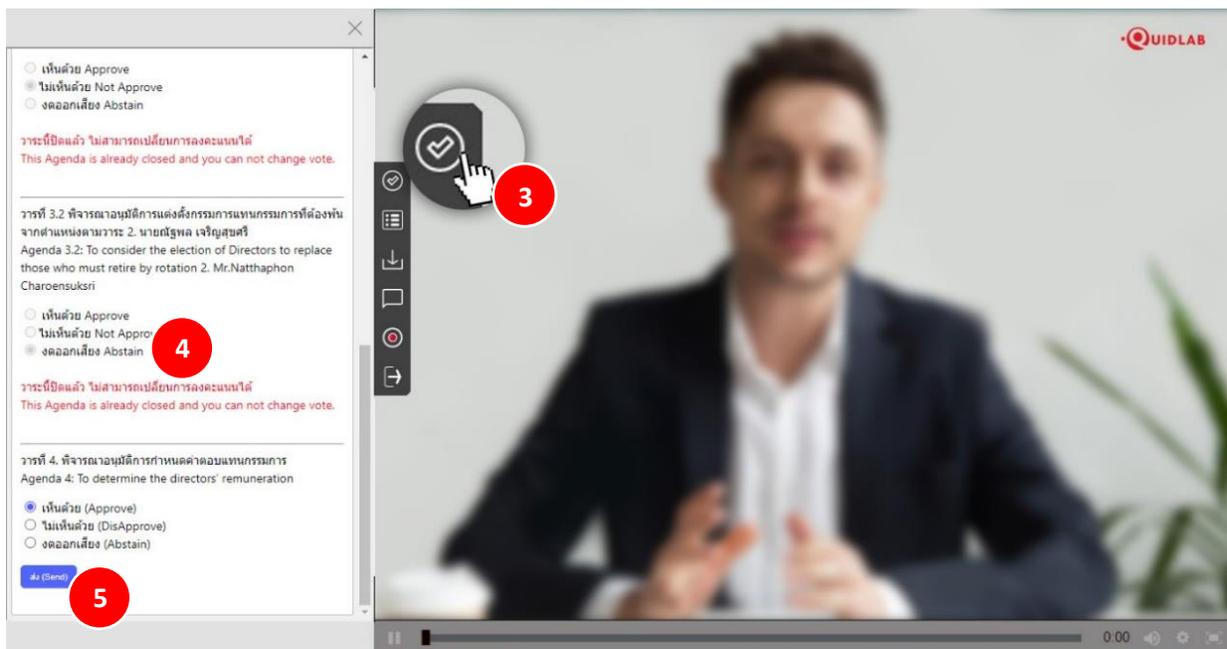 เห็นด้วย Approve
ไม่เห็นด้วย Not Approve
งดออกเสียง Abstain
วาระนี้ปิดแล้ว ไม่สามารถเปลี่ยนการลงคะแนนได้
This Agenda is already closed and you can not change vote.
วารที่ 3.2 พิจารณาอนุมัติการแต่งตั้งกรรมการแทนกรรมการที่ต้องพ้น
จากตำแหน่งตามวาระ 2. นายณัฐพล เจริญสุขศรี
Agenda 3.2: To consider the election of Directors to replace
those who must retire by rotation 2. Mr.Natthaphon
Charoensuksri
เห็นด้วย Approve
ไม่เห็นด้วย Not Approv
งดออกเสียง Abstain
4
วาระนี้ปิดแล้ว ไม่สามารถเปลี่ยนการลงคะแนนได้
This Agenda is already closed and you can not change vote.
วารที่ 4. พิจารณาอนุมัติการกำหนดค่าตอบแทนกรรมการ
Agenda 4: To determine the directors' remuneration
เห็นด้วย (Approve)
ไม่เห็นด้วย (DisApprove)
งดออกเสียง (Abstain)
ส่ง (Send)
5
QUIDLAB
3
0:00